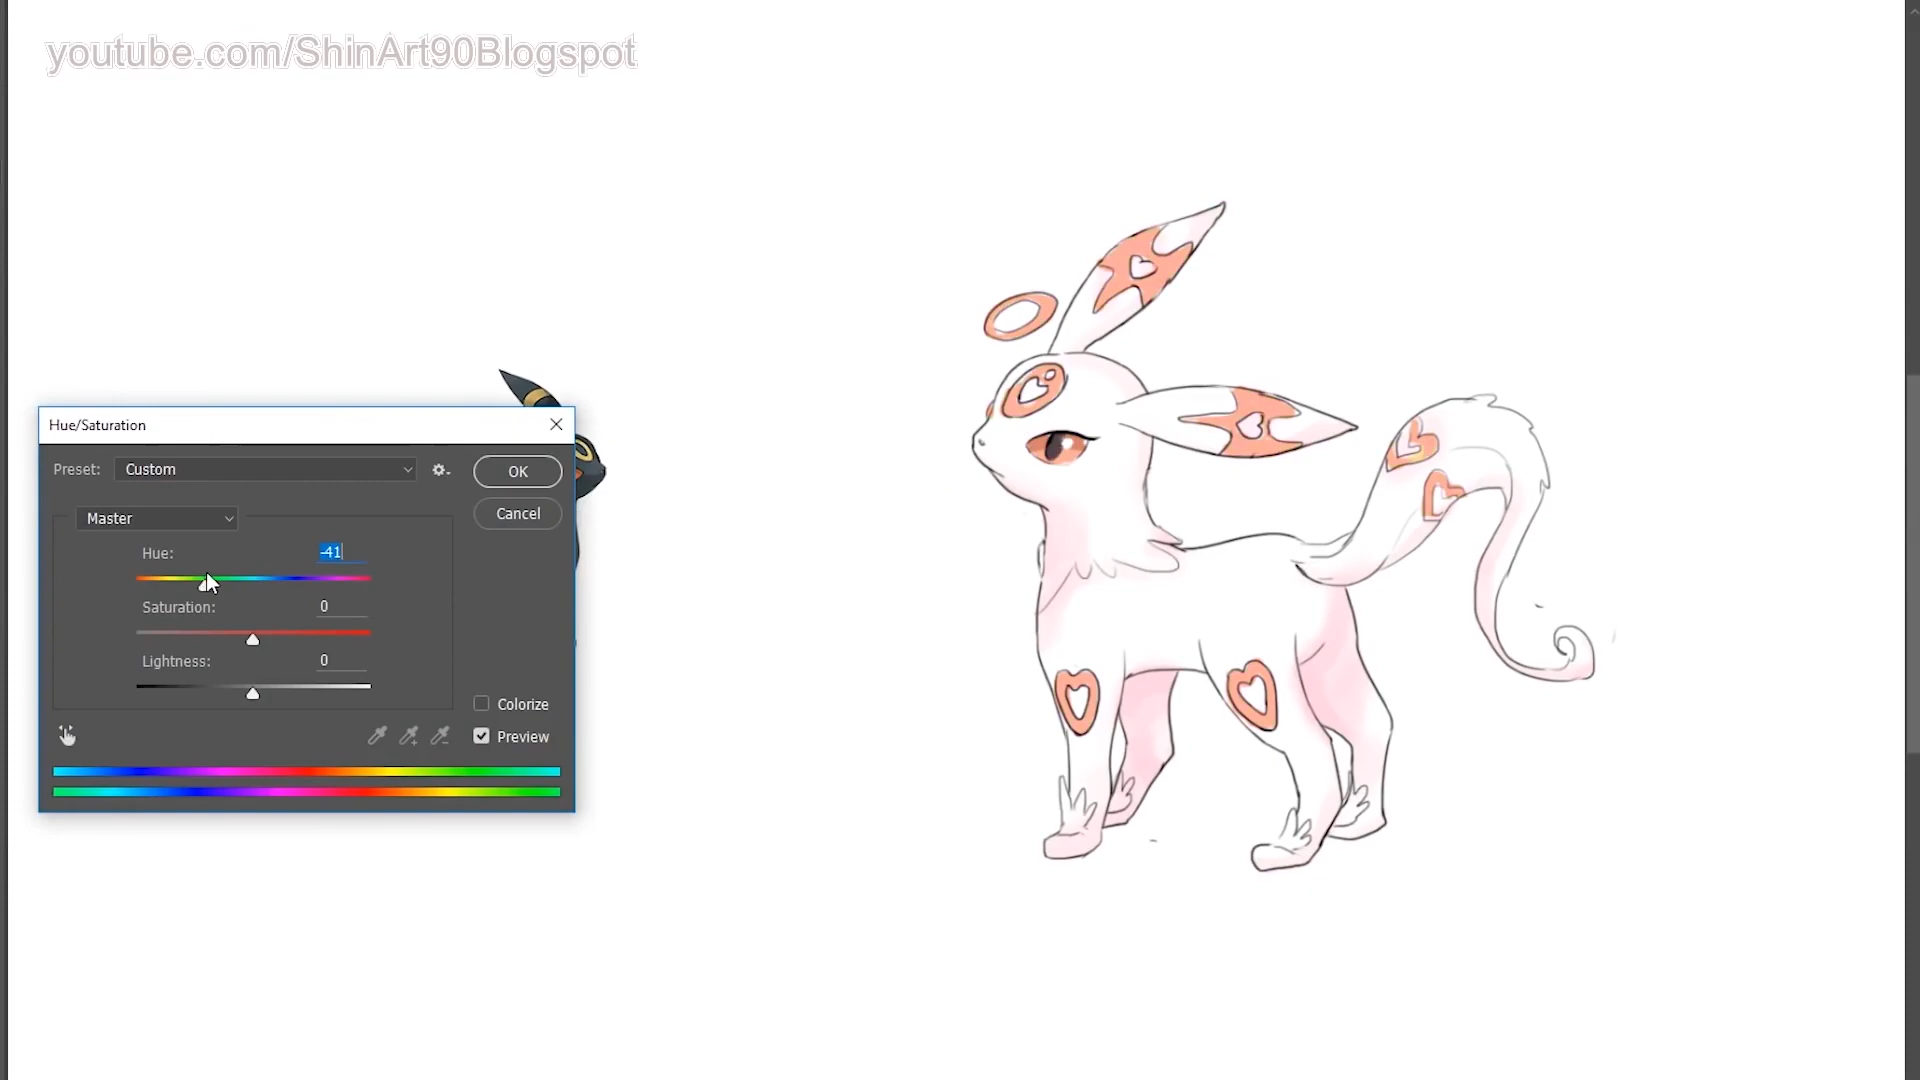 youtube.com/ShinArt90Blogspot
Hue/Saturation
Preset: Custom
OK
Master
Cancel
Hue: -41
Saturation: 0
Lightness: 0
Colorize
Preview